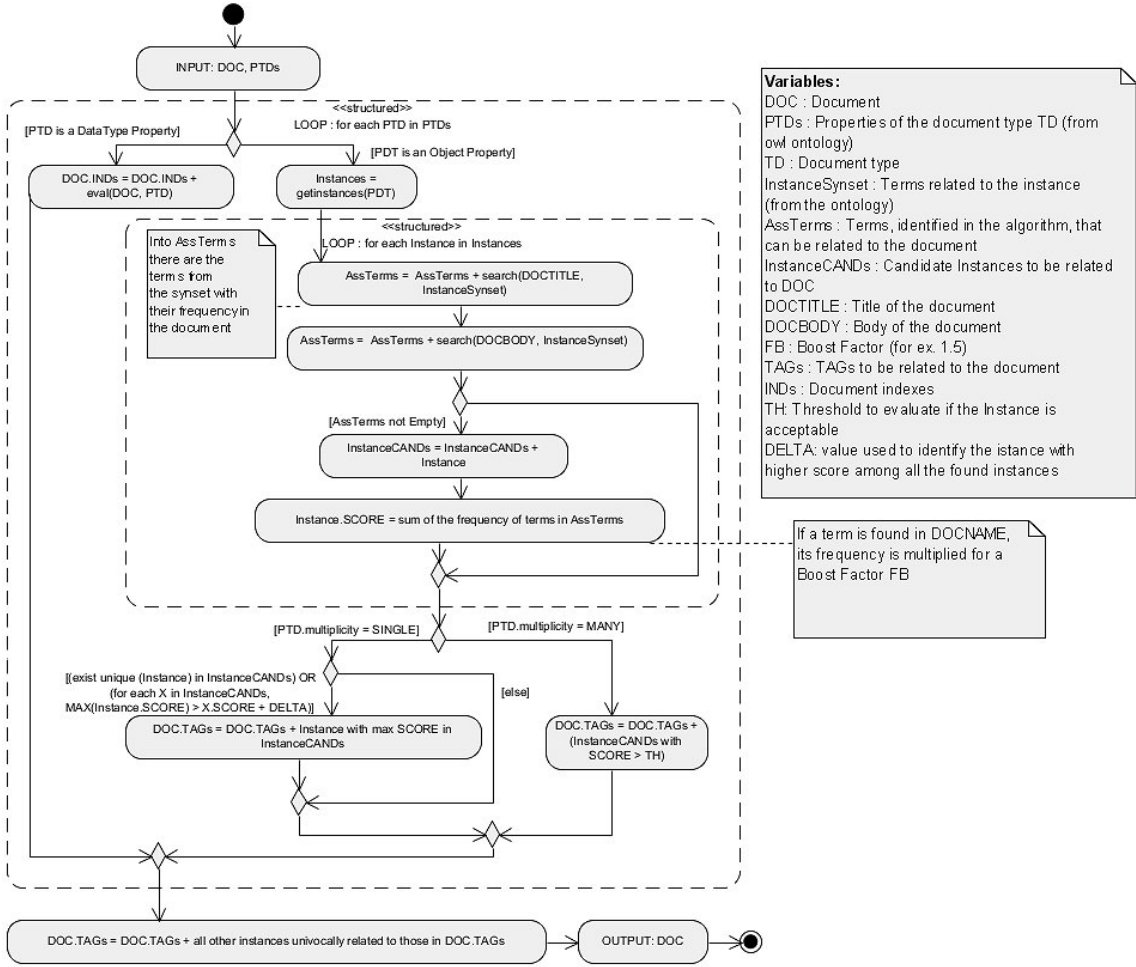 INPUT: DOC, PTDs
<<structured>>
LOOP : for each PTD in PTDs
[PTD is a DataType Property]
[PDT is an Object Property]
DOC.INDs = DOC.INDs +
eval(DOC, PTD)
Instances =
getinstances(PDT)
<<structured>>
LOOP : for each Instance in Instances
Into AssTerms
there are the
terms from
the synset with
their frequency in
the document
AssTerms = AssTerms + search(DOCTITLE,
InstanceSynset)
AssTerms = AssTerms + search(DOCBODY, InstanceSynset)
[AssTerms not Empty]
InstanceCANDs = InstanceCANDs +
Instance
Instance.SCORE = sum of the frequency of terms in AssTerms
[PTD.multiplicity = SINGLE]
[PTD.multiplicity = MANY]
[(exist unique (Instance) in InstanceCANDs) OR
(for each X in InstanceCANDs,
MAX(Instance.SCORE) > X.SCORE + DELTA)]
[else]
DOC.TAGs = DOC.TAGs + Instance with max SCORE in
InstanceCANDs
DOC.TAGs = DOC.TAGs +
(InstanceCANDs with
SCORE > TH)
DOC.TAGs = DOC.TAGs + all other instances univocally related to those in DOC.TAGs
OUTPUT: DOC
Variables:
DOC : Document
PTDs : Properties of the document type TD (from
owl ontology)
TD : Document type
InstanceSynset : Terms related to the instance
(from the ontology)
AssTerms : Terms, identified in the algorithm, that
can be related to the document
InstanceCANDs : Candidate Instances to be related
to DOC
DOCTITLE : Title of the document
DOCBODY : Body of the document
FB : Boost Factor (for ex. 1.5)
TAGs : TAGs to be related to the document
INDs : Document indexes
TH: Threshold to evaluate if the Instance is
acceptable
DELTA: value used to identify the istance with
higher score among all the found instances
If a term is found in DOCNAME,
its frequency is multiplied for a
Boost Factor FB